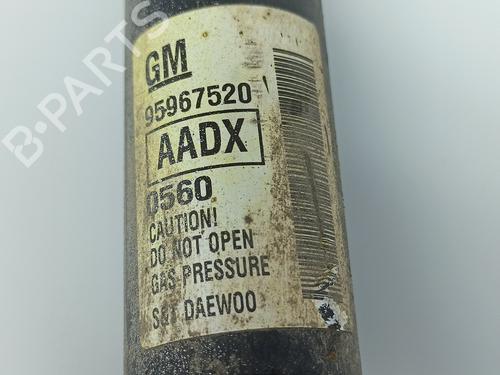 GM
95967520
AADX
0560
CAUTION!
DO NOT OPEN
GAS PRESSURE
S&T DAEWOO
B-PARTS